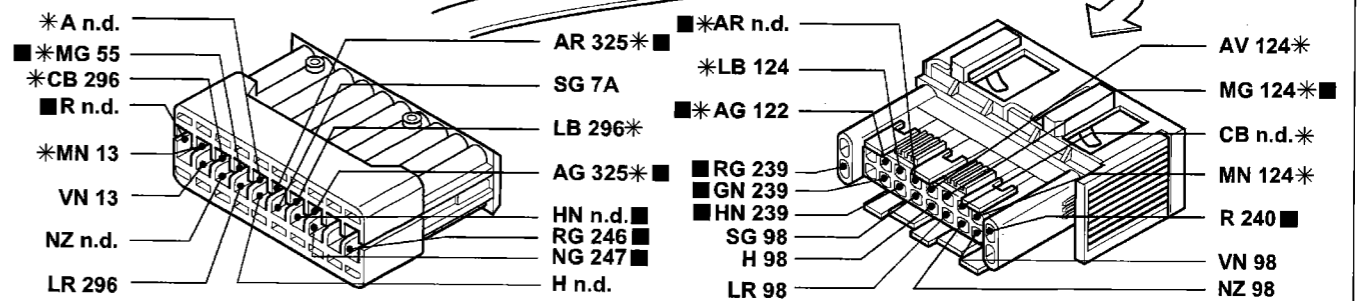 ✳A n.d.
■✳MG 55
✳CB 296
■R n.d.
✳MN 13
VN 13
NZ n.d.
LR 296
AR 325✳■
SG 7A
LB 296✳
AG 325✳■
HN n.d.■
RG 246■
NG 247■
H n.d.
■✳AR n.d.
✳LB 124
■✳AG 122
■RG 239
■GN 239
■HN 239
SG 98
H 98
LR 98
AV 124✳
MG 124✳■
CB n.d.✳
MN 124✳
R 240■
VN 98
NZ 98